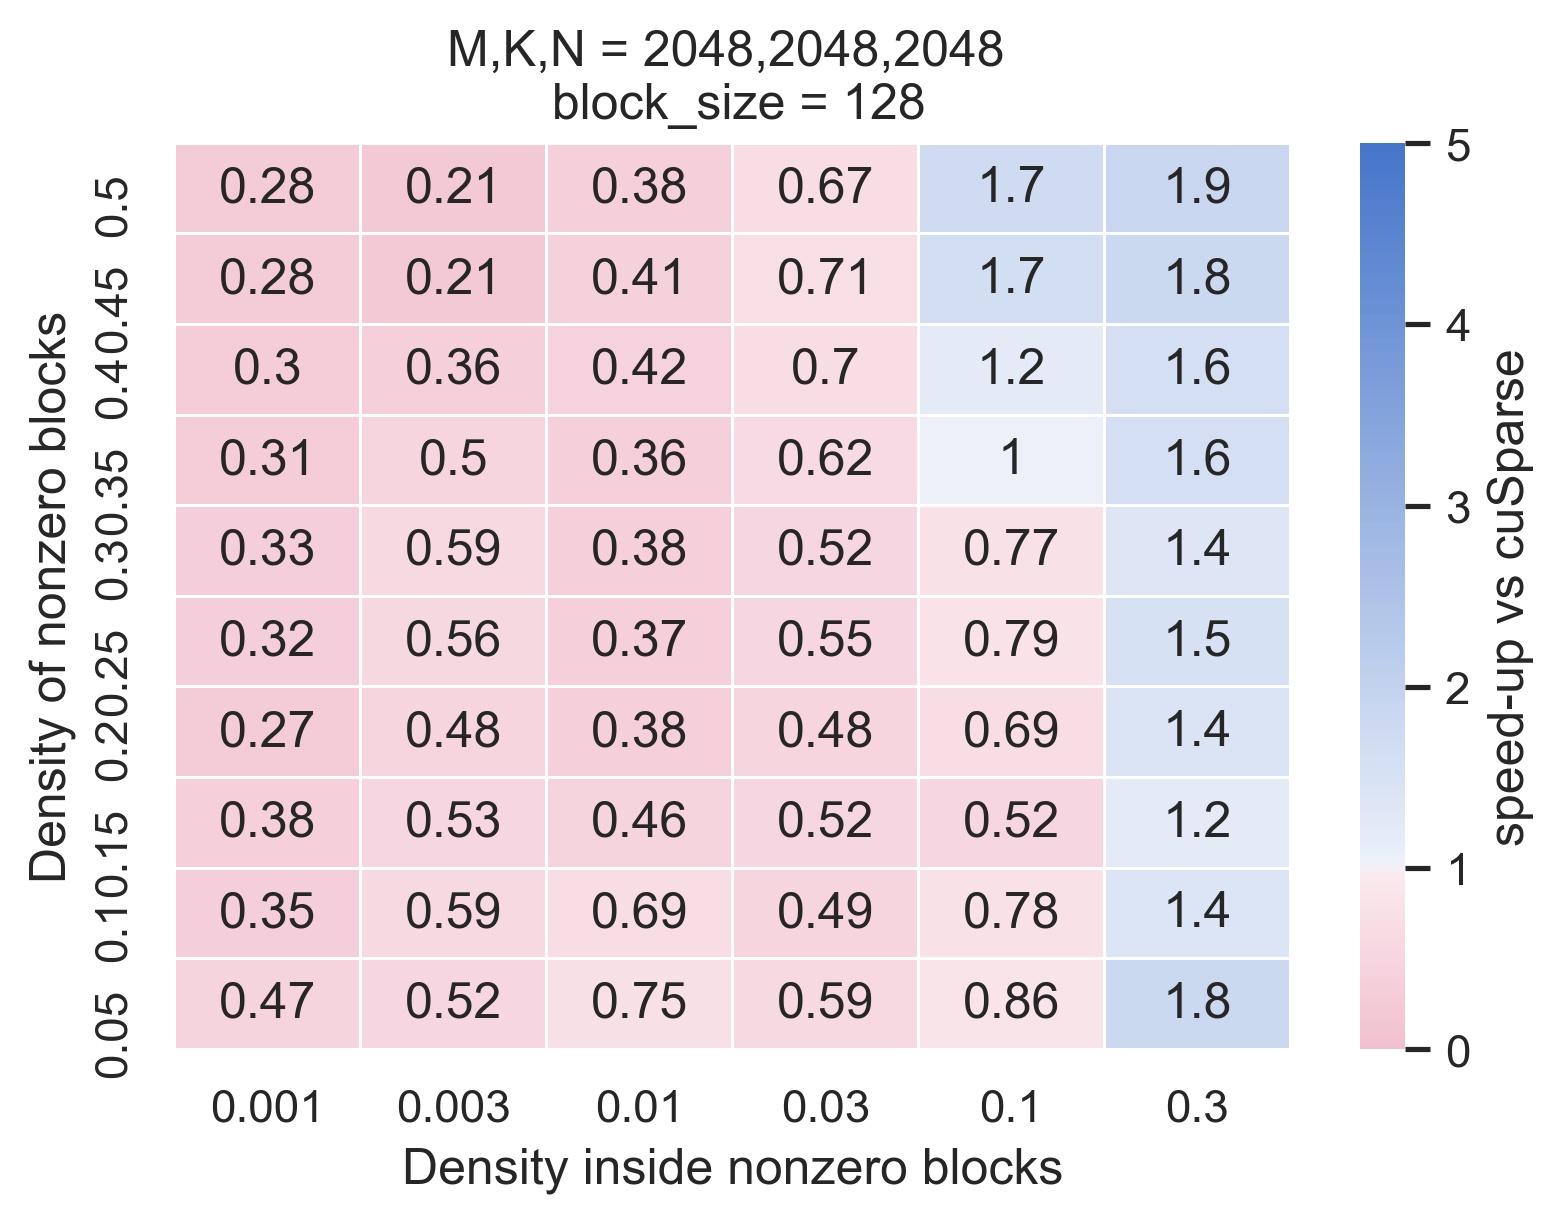 M,K,N = 2048,2048,2048
block_size = 128
Density of nonzero blocks
0.5 0.28 0.21 0.38 0.67 1.7 1.9
0.45 0.28 0.21 0.41 0.71 1.7 1.8
0.4 0.3 0.36 0.42 0.7 1.2 1.6
0.35 0.31 0.5 0.36 0.62 1 1.6
0.3 0.33 0.59 0.38 0.52 0.77 1.4
0.25 0.32 0.56 0.37 0.55 0.79 1.5
0.2 0.27 0.48 0.38 0.48 0.69 1.4
0.15 0.38 0.53 0.46 0.52 0.52 1.2
0.1 0.35 0.59 0.69 0.49 0.78 1.4
0.05 0.47 0.52 0.75 0.59 0.86 1.8
0.001 0.003 0.01 0.03 0.1 0.3
Density inside nonzero blocks
5
4
3
2
1
0
speed-up vs cuSparse